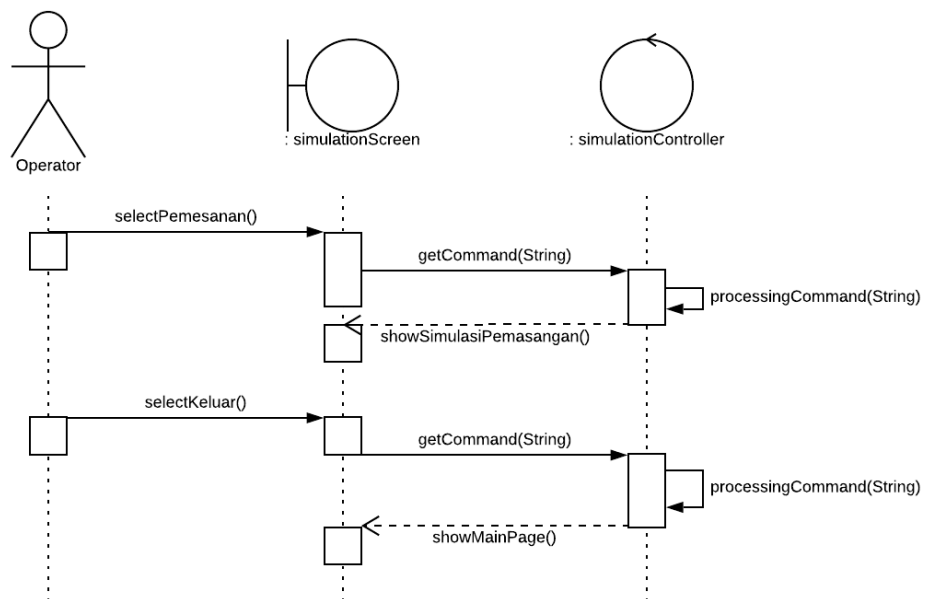 Operator
: simulationScreen
: simulationController
selectPemesanan()
getCommand(String)
processingCommand(String)
showSimulasiPemasangan()
selectKeluar()
getCommand(String)
processingCommand(String)
showMainPage()